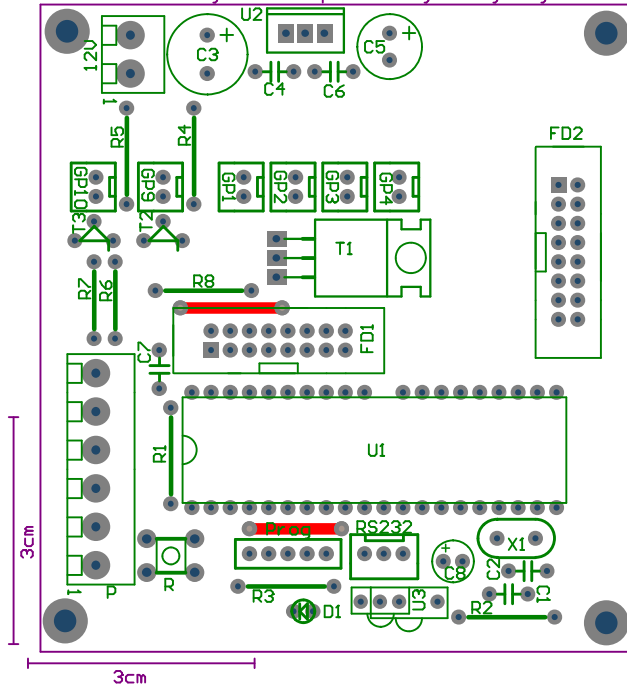 U2
12V
C3
+
C5
+
C4
C6
1
R5
R4
FD2
GP10
GP9
GP1
GP2
GP3
GP4
T3
T2
T1
R7
R6
R8
FD1
C7
R1
U1
3cm
Prog
RS232
X1
+
C8
C2
C1
P
1
R
R3
D1
U3
R2
3cm